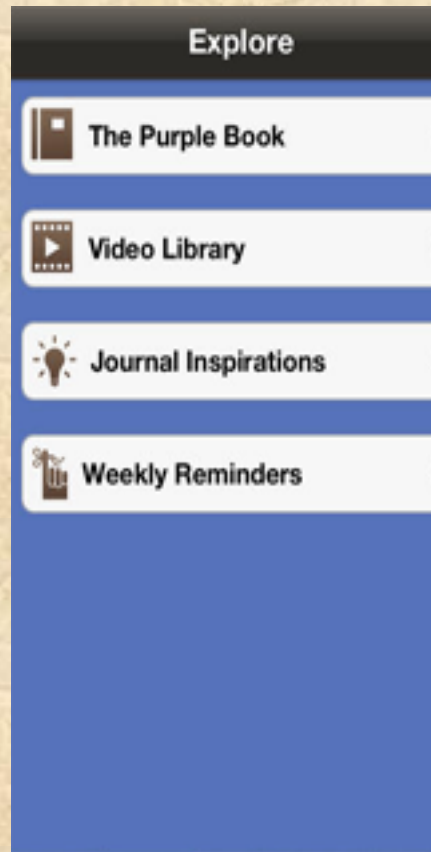 Explore
The Purple Book
Video Library
Journal Inspirations
Weekly Reminders